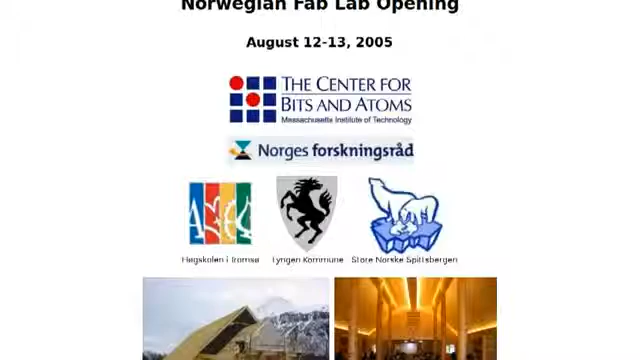 Norwegian Fab Lab Opening
August 12-13, 2005
THE CENTER FOR
BITS AND ATOMS
Massachusetts Institute of Technology
Norges forskningsråd
Høgskolen i Tromsø
Lyngen Kommune
Store Norske Spitsbergen